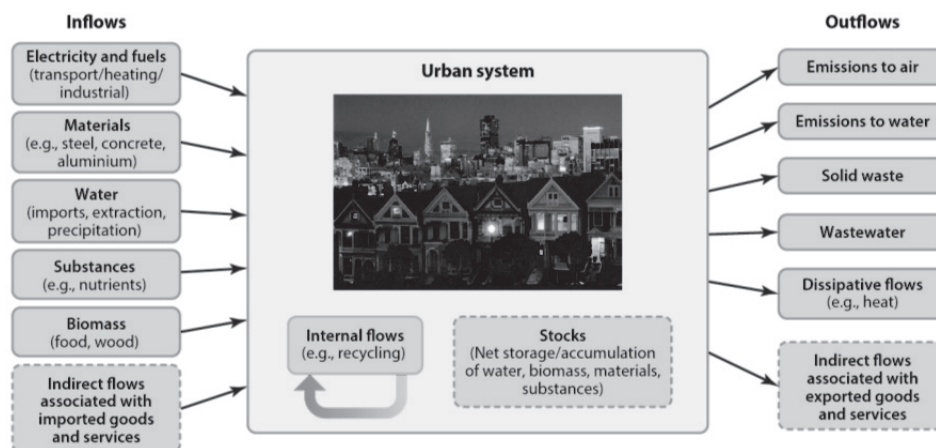 Inflows
Electricity and fuels
(transport/heating/
industrial)
Materials
(e.g., steel, concrete,
aluminium)
Water
(imports, extraction,
precipitation)
Substances
(e.g., nutrients)
Biomass
(food, wood)
Indirect flows
associated with
imported goods
and services
Urban system
Internal flows
(e.g., recycling)
Stocks
(Net storage/accumulation
of water, biomass, materials,
substances)
Outflows
Emissions to air
Emissions to water
Solid waste
Wastewater
Dissipative flows
(e.g., heat)
Indirect flows
associated with
exported goods
and services